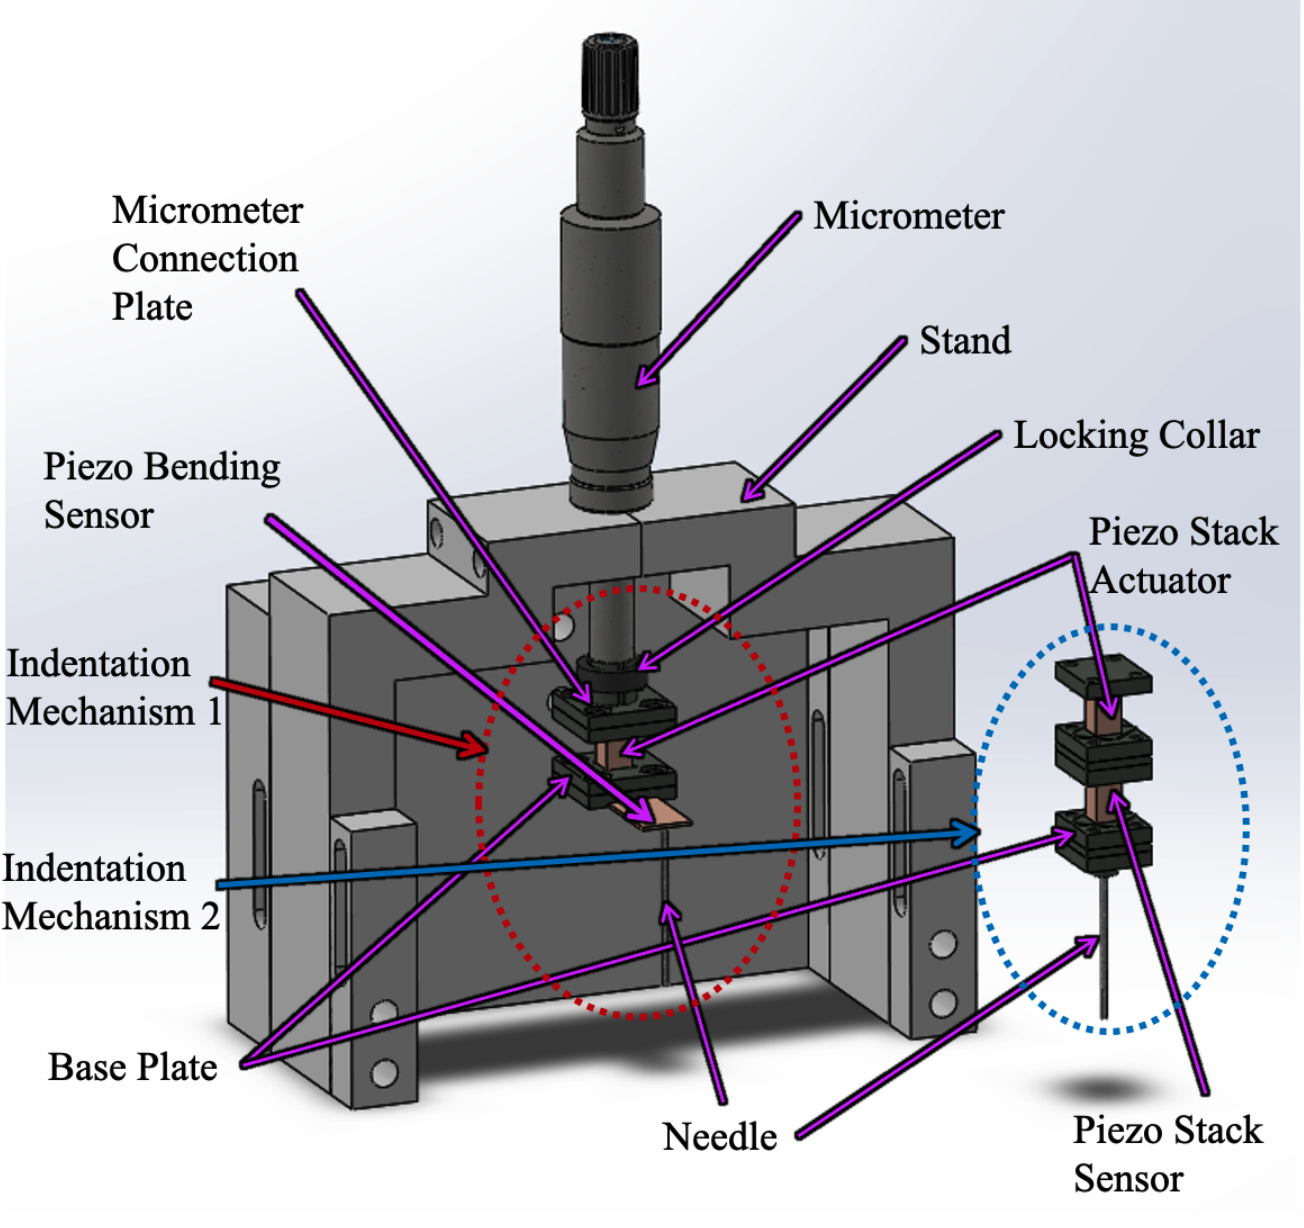 Micrometer
Connection
Plate
Micrometer
Stand
Locking Collar
Piezo Bending
Sensor
Piezo Stack
Actuator
Indentation
Mechanism 1
Indentation
Mechanism 2
Base Plate
Needle
Piezo Stack
Sensor